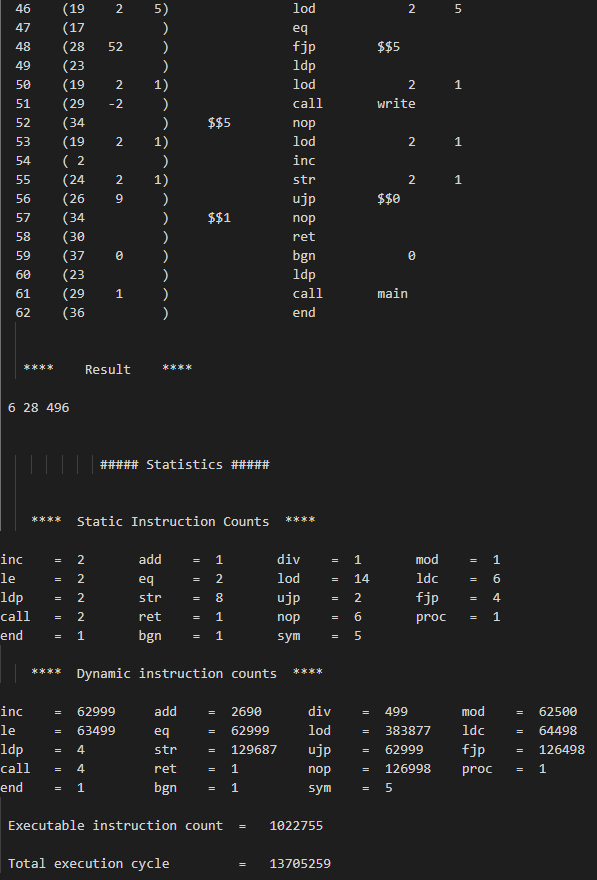 46    (19    2    5)                lod            2     5
47    (17          )                eq
48    (28   52     )                fjp        $$5
49    (23          )                ldp
50    (19    2    1)                lod            2     1
51    (29   -2     )                call       write
52    (34          )     $$5        nop
53    (19    2    1)                lod            2     1
54    ( 2          )                inc
55    (24    2    1)                str            2     1
56    (26    9     )                ujp        $$0
57    (34          )     $$1        nop
58    (30          )                ret
59    (37    0     )                bgn            0
60    (23          )                ldp
61    (29    1     )                call       main
62    (36          )                end
****    Result    ****
6 28 496
##### Statistics #####
****  Static Instruction Counts  ****
inc    =  2       add    =  1       div    =  1       mod    =  1
le     =  2       eq     =  2       lod    =  14      ldc    =  6
ldp    =  2       str    =  8       ujp    =  2       fjp    =  4
call   =  2       ret    =  1       nop    =  6       proc   =  1
end    =  1       bgn    =  1       sym    =  5
****  Dynamic instruction counts  ****
inc    =  62999     add    =  2690      div    =  499       mod    =  62500
le     =  63499     eq     =  62999     lod    =  383877    ldc    =  64498
ldp    =  4         str    =  129687    ujp    =  62999     fjp    =  126498
call   =  4         ret    =  1         nop    =  126998    proc   =  1
end    =  1         bgn    =  1         sym    =  5
Executable instruction count  =   1022755
Total execution cycle         =   13705259